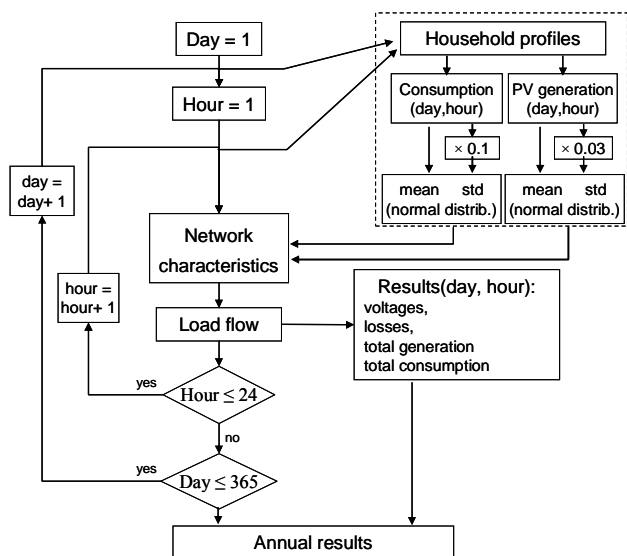 Day = 1
Household profiles
Hour = 1
Consumption
(day,hour)
PV generation
(day,hour)
× 0.1
× 0.03
day =
day+ 1
mean std
(normal distrib.)
mean std
(normal distrib.)
Network
characteristics
hour =
hour+ 1
Results(day, hour):
voltages,
losses,
total generation
total consumption
Load flow
yes
Hour ≤ 24
no
yes
Day ≤ 365
Annual results